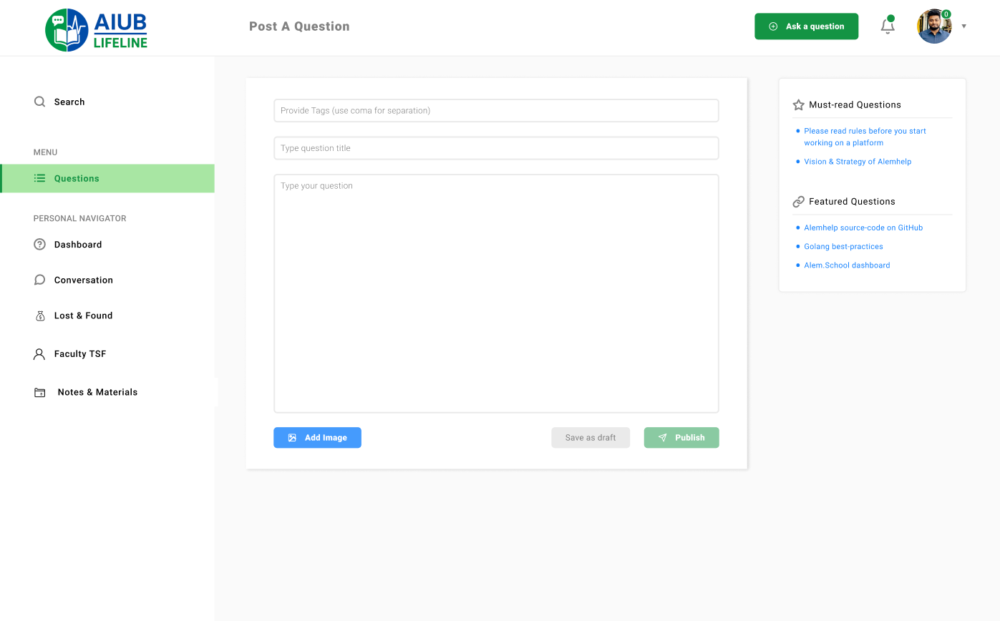 AIUB
LIFELINE
Post A Question
Ask a question
0
Search
MENU
Questions
PERSONAL NAVIGATOR
Dashboard
Conversation
Lost & Found
Faculty TSF
Notes & Materials
Provide Tags (use coma for separation)
Type question title
Type your question
Add Image
Save as draft
Publish
Must-read Questions
Please read rules before you start
working on a platform
Vision & Strategy of Alemhelp
Featured Questions
Alemhelp source-code on GitHub
Golang best-practices
Alem.School dashboard